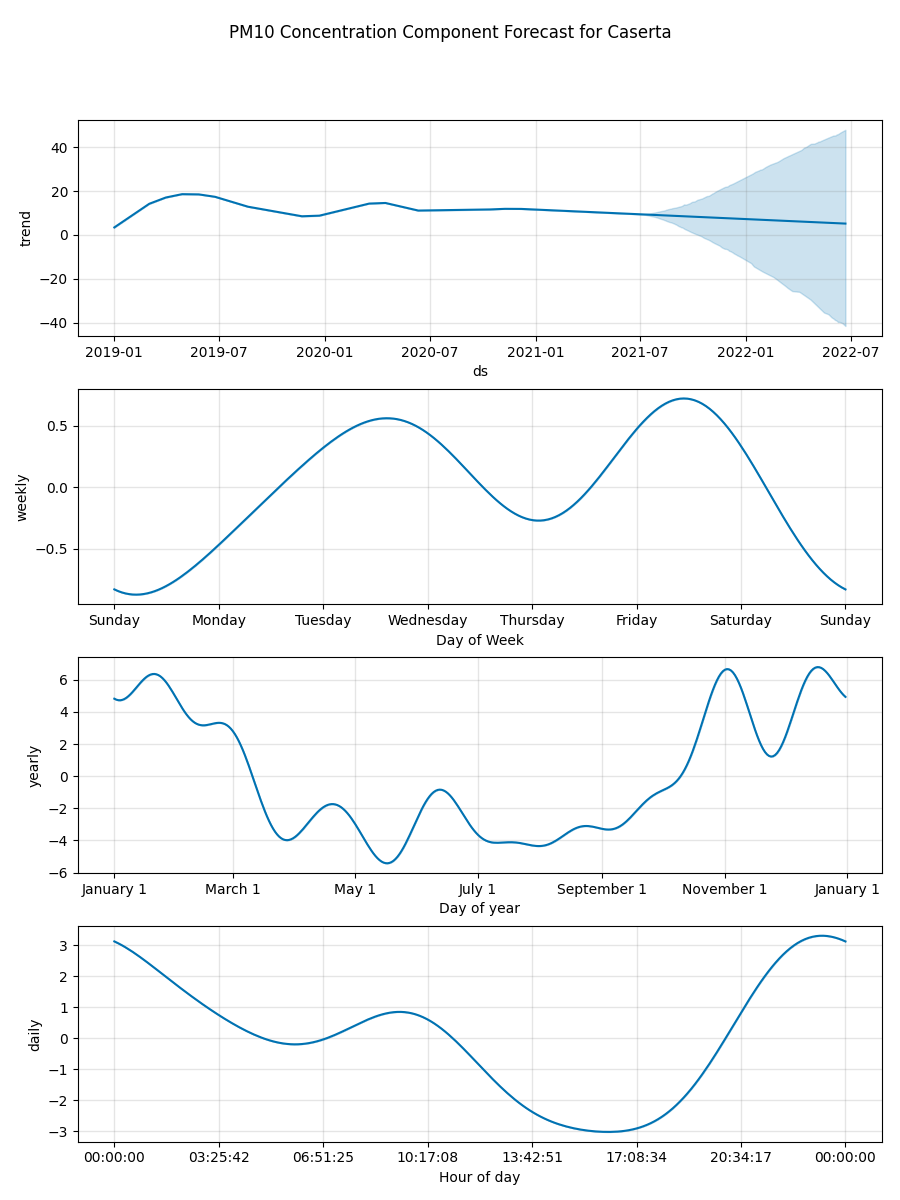 PM10 Concentration Component Forecast for Caserta
40
20
0
−20
−40
trend
2019-01 2019-07 2020-01 2020-07 2021-01 2021-07 2022-01 2022-07
ds
0.5
0.0
−0.5
weekly
Sunday Monday Tuesday Wednesday Thursday Friday Saturday Sunday
Day of Week
6
4
2
0
−2
−4
−6
yearly
January 1 March 1 May 1 July 1 September 1 November 1 January 1
Day of year
3
2
1
0
−1
−2
−3
daily
00:00:00 03:25:42 06:51:25 10:17:08 13:42:51 17:08:34 20:34:17 00:00:00
Hour of day